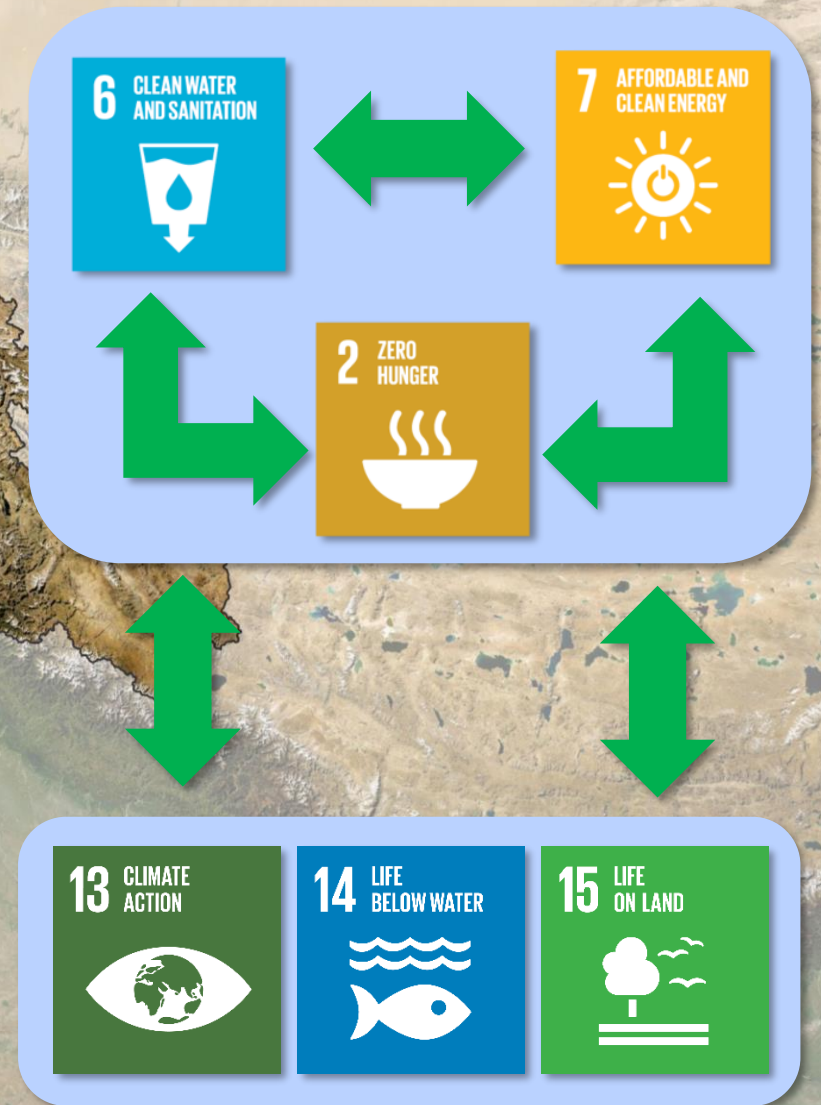 6 CLEAN WATER
AND SANITATION
7 AFFORDABLE AND
CLEAN ENERGY
2 ZERO
HUNGER
13 CLIMATE
ACTION
14 LIFE
BELOW WATER
15 LIFE
ON LAND